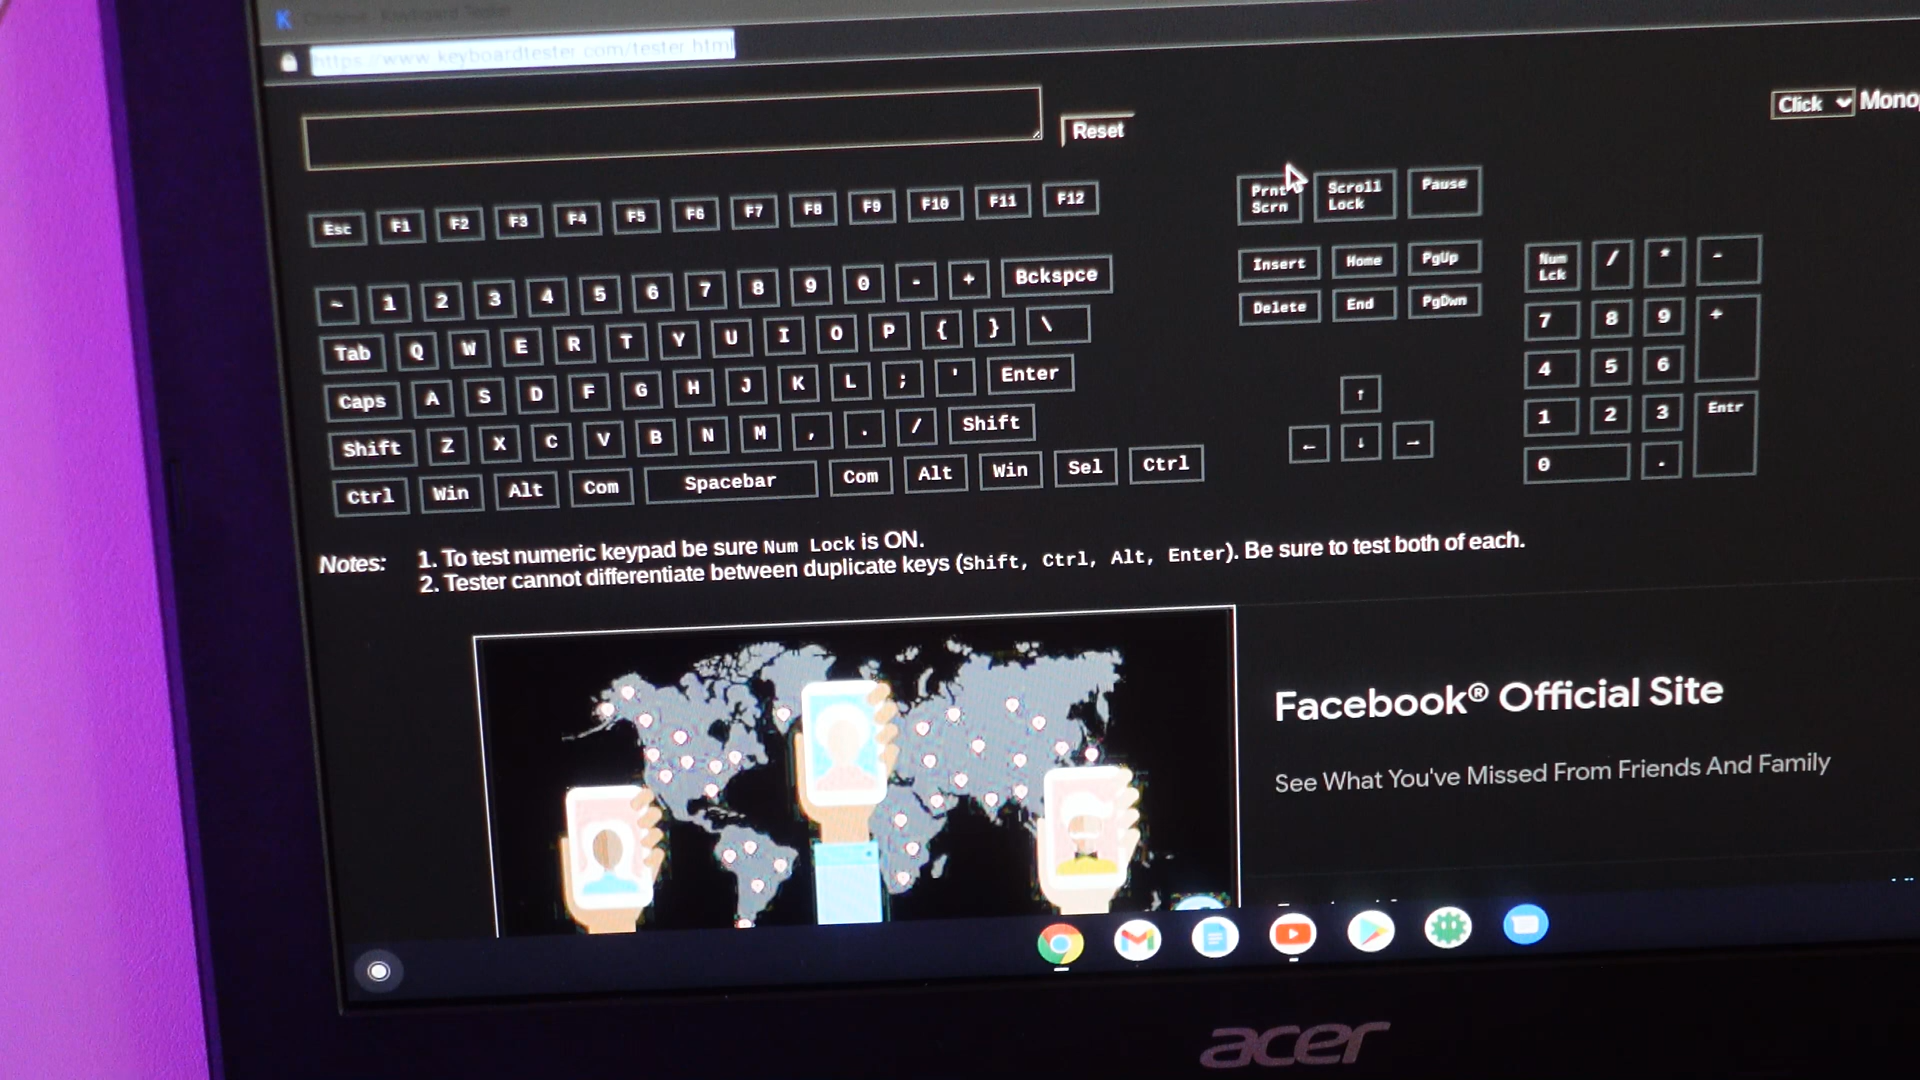 Chrome - Keyboard Tester
https://www.keyboardtester.com/tester.html
Reset
Click
Esc F1 F2 F3 F4 F5 F6 F7 F8 F9 F10 F11 F12
Prnt Scrn
Scroll Lock
Pause
~ 1 2 3 4 5 6 7 8 9 0 - + Bckspce
Insert Home PgUp
Num Lck / * -
Tab Q W E R T Y U I O P { } \
Delete End PgDwn
7 8 9 +
Caps A S D F G H J K L ; ' Enter
4 5 6
Shift Z X C V B N M , . / Shift
↑
1 2 3 Entr
Ctrl Win Alt Com Spacebar Com Alt Win Sel Ctrl
← ↓ →
0 .
Notes: 1. To test numeric keypad be sure Num Lock is ON.
2. Tester cannot differentiate between duplicate keys (Shift, Ctrl, Alt, Enter). Be sure to test both of each.
Facebook® Official Site
See What You've Missed From Friends And Family
acer